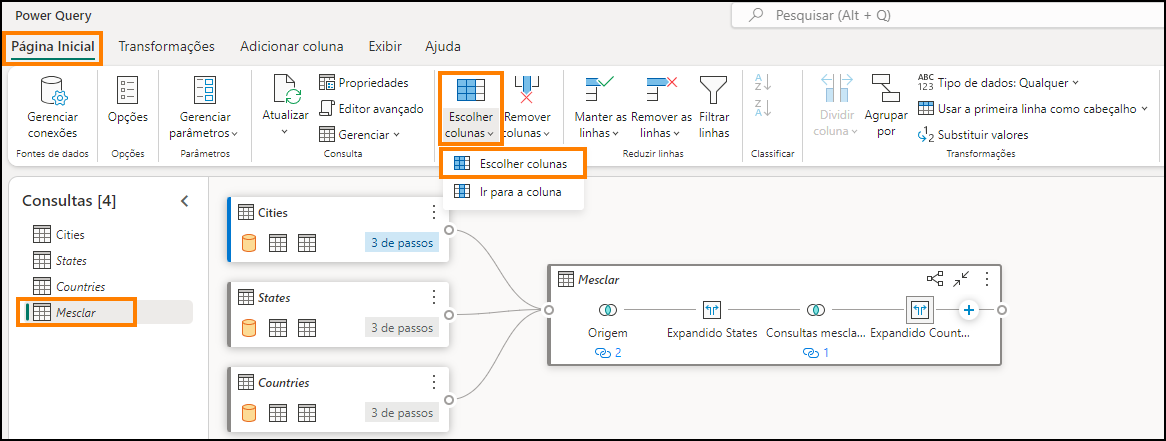 Power Query
Pesquisar (Alt + Q)
Página Inicial
Transformações
Adicionar coluna
Exibir
Ajuda
Gerenciar
conexões
Fontes de dados
Opções
Opções
Gerenciar
parâmetros
Parâmetros
Atualizar
Propriedades
Editor avançado
Gerenciar
Consulta
Escolher
colunas
Remover
colunas
Manter as
linhas
Remover as
linhas
Filtrar
linhas
Reduzir linhas
A
Z
Z
A
Classificar
Dividir
coluna
Agrupar
por
ABC
123
Tipo de dados: Qualquer
Usar a primeira linha como cabeçalho
1
2
Substituir valores
Transformações
Escolher colunas
Ir para a coluna
Consultas [4]
Cities
States
Countries
Mesclar
Cities
3 de passos
States
3 de passos
Countries
3 de passos
Mesclar
Origem
2
Expandido States
Consultas mescla...
1
Expandido Count...